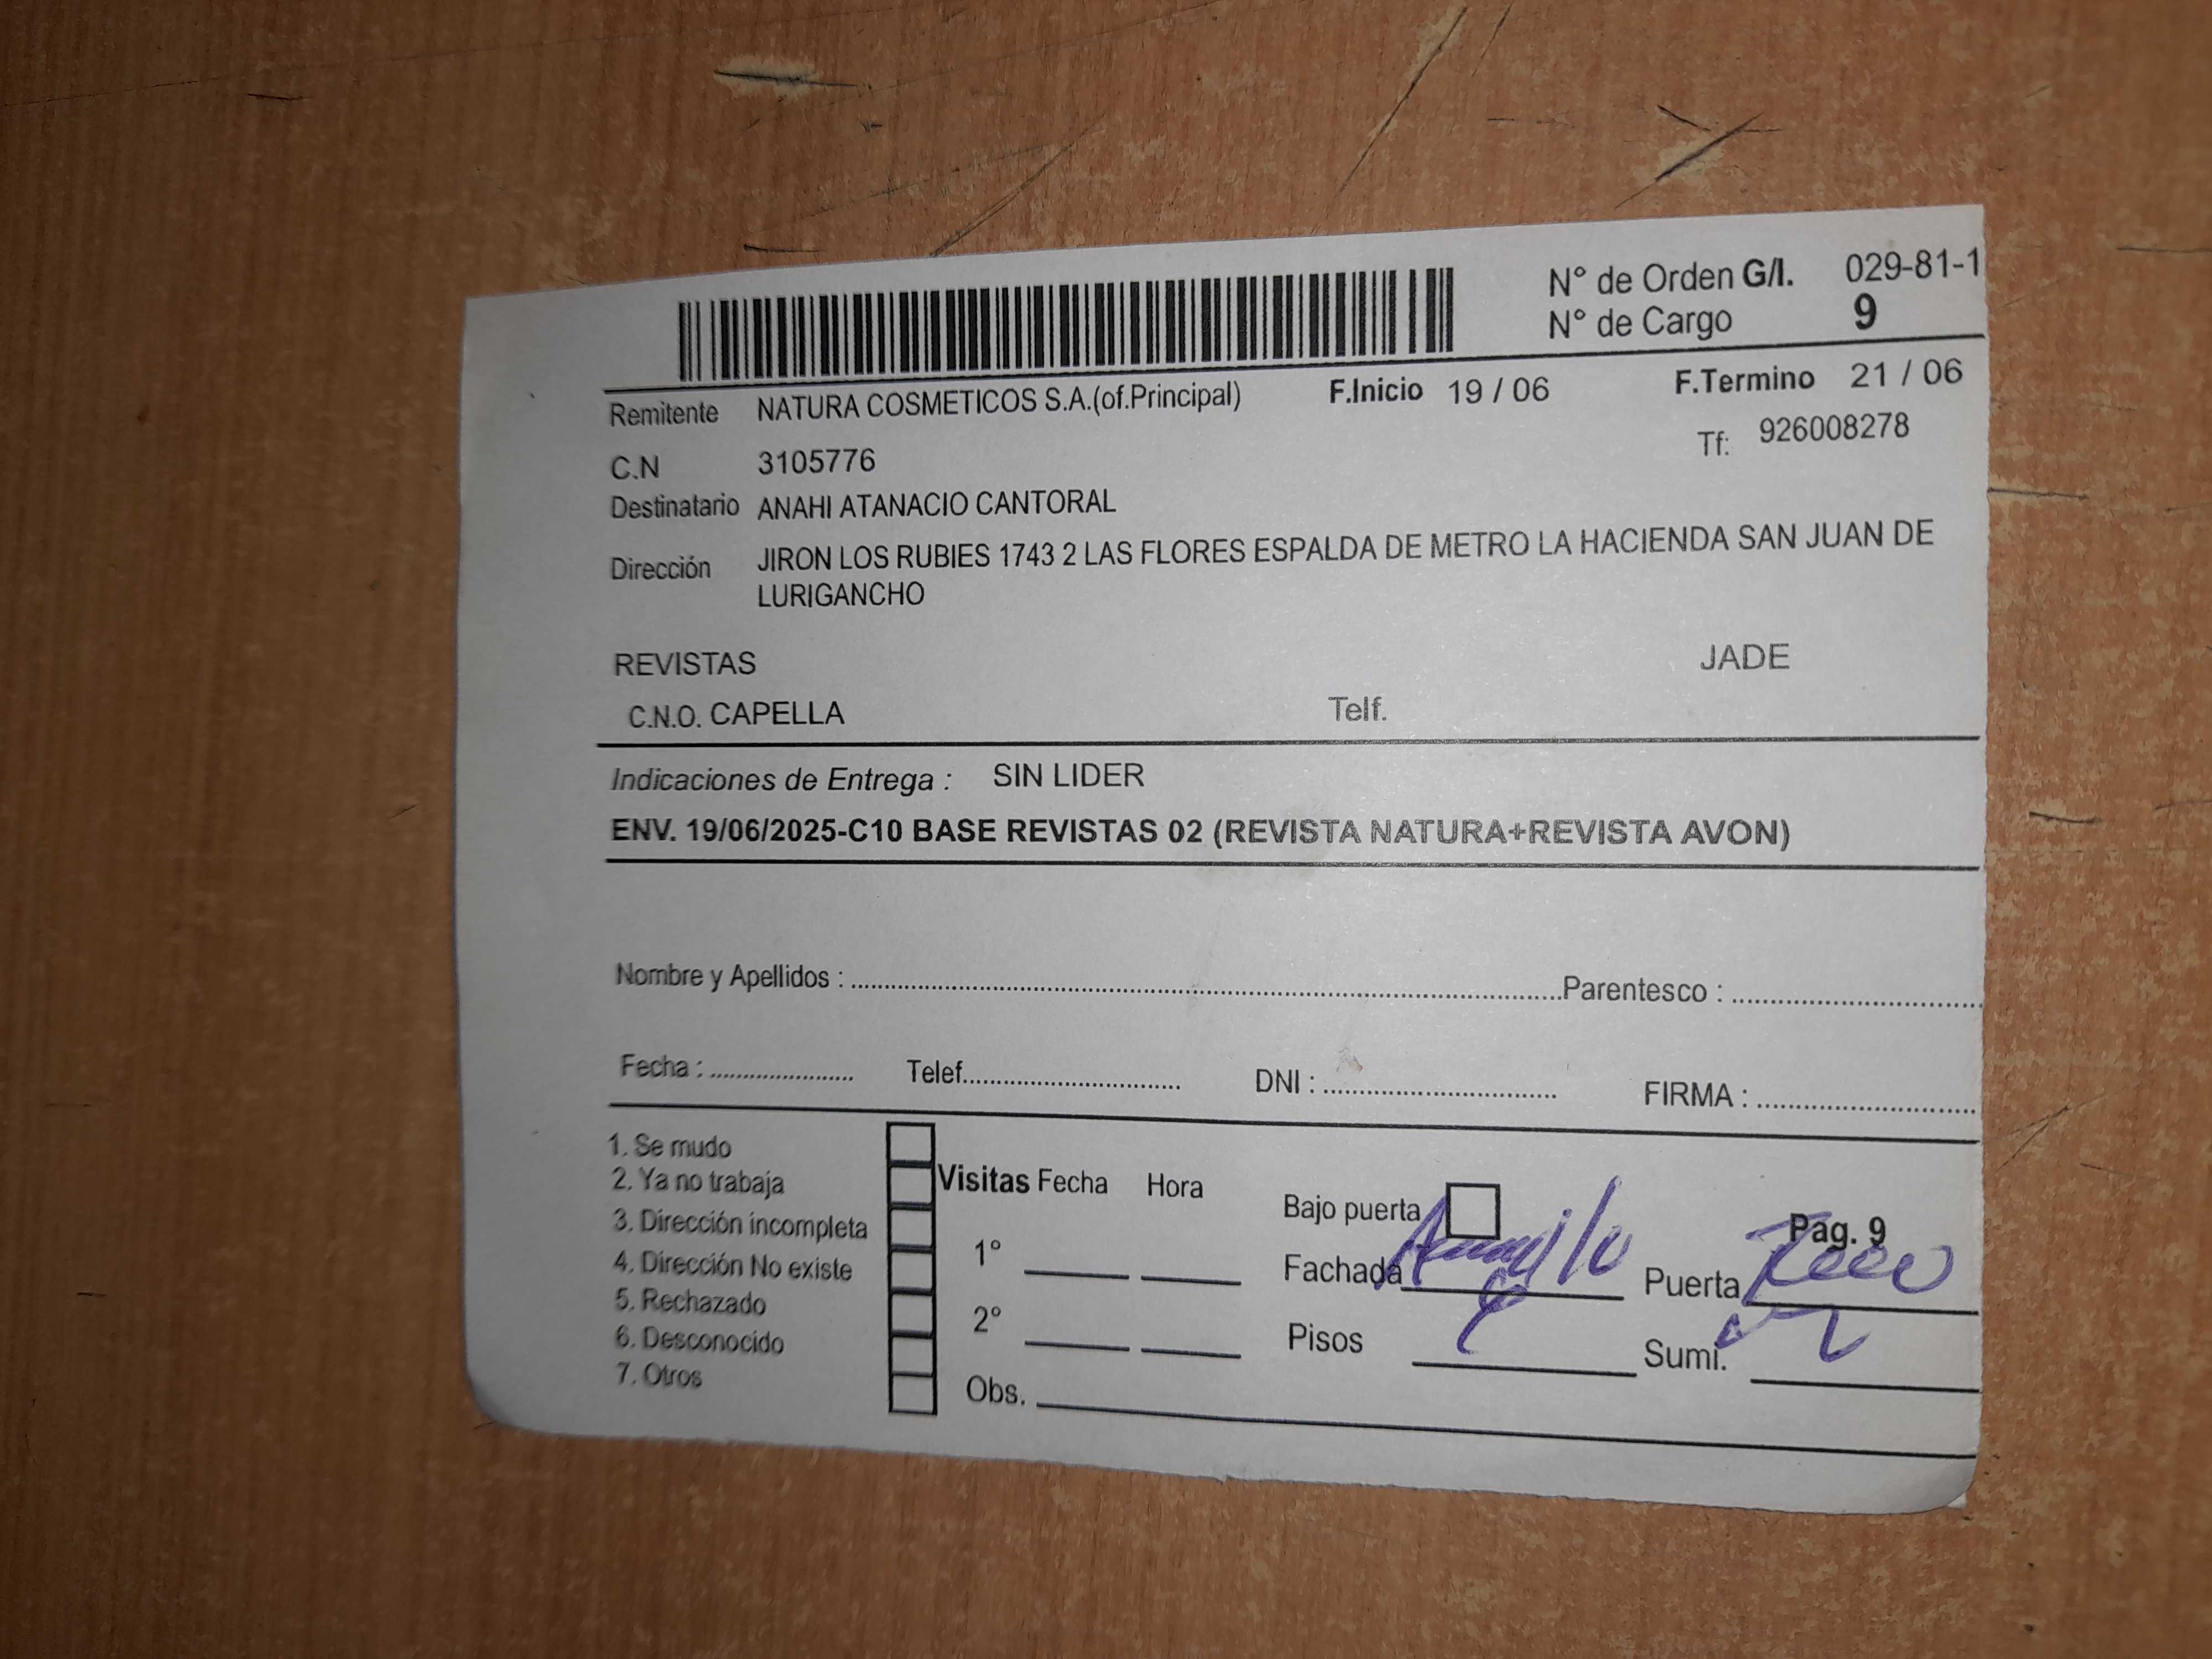 N° de Orden G/I. 029-81-1
N° de Cargo 9
Remitente NATURA COSMETICOS S.A.(of.Principal) F.Inicio 19 / 06 F.Termino 21 / 06
C.N 3105776 Tf: 926008278
Destinatario ANAHI ATANACIO CANTORAL
Dirección JIRON LOS RUBIES 1743 2 LAS FLORES ESPALDA DE METRO LA HACIENDA SAN JUAN DE
LURIGANCHO
REVISTAS JADE
C.N.O. CAPELLA Telf.
Indicaciones de Entrega : SIN LIDER
ENV. 19/06/2025-C10 BASE REVISTAS 02 (REVISTA NATURA+REVISTA AVON)
Nombre y Apellidos : Parentesco :
Fecha : Telef. DNI : FIRMA :
1. Se mudo
2. Ya no trabaja
3. Dirección incompleta
4. Dirección No existe
5. Rechazado
6. Desconocido
7. Otros
Visitas Fecha Hora
1°
2°
Obs.
Bajo puerta Pag. 9
Fachada Puerta
Pisos Sumi.